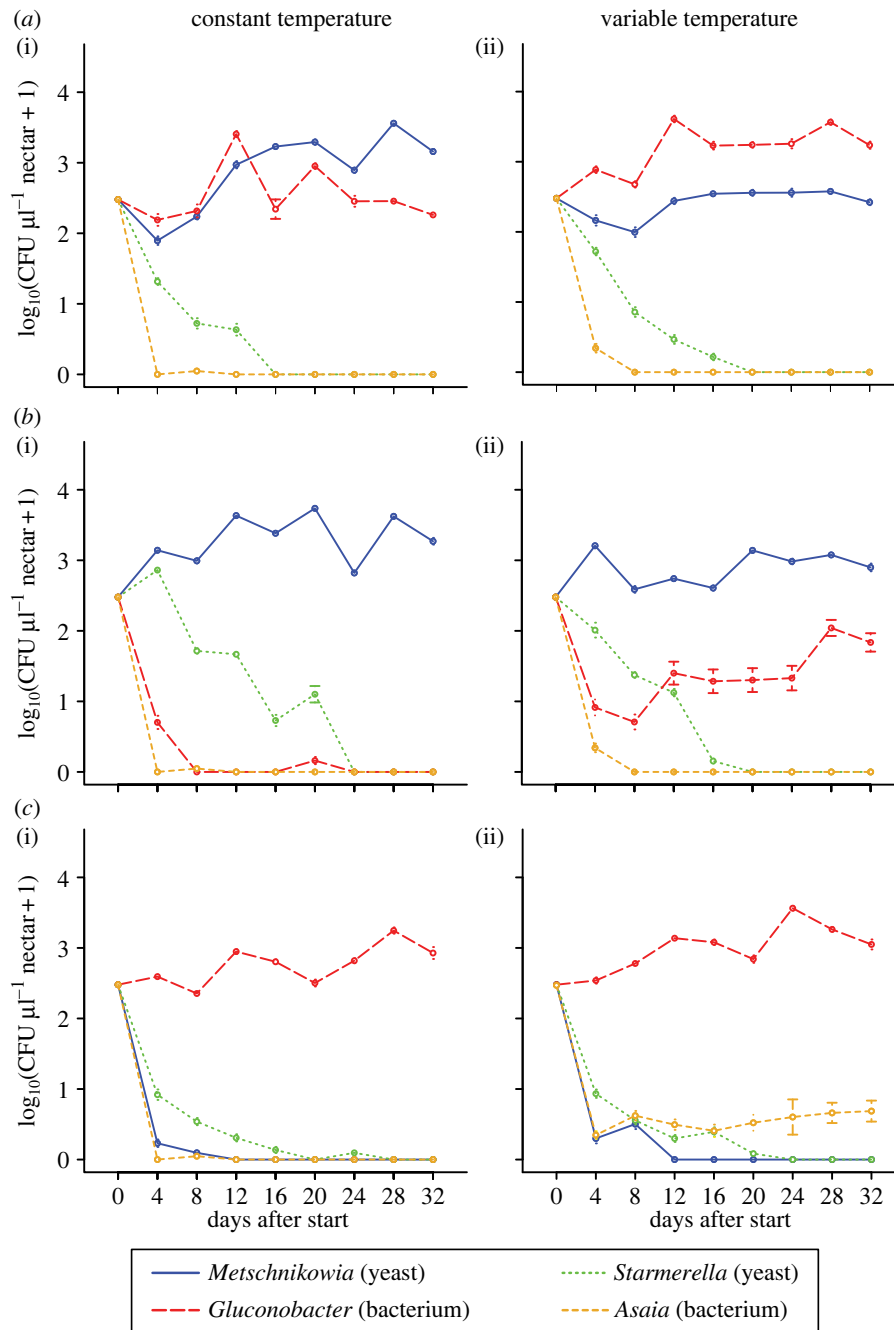 (a) constant temperature variable temperature
(i) (ii)
log10(CFU µl−1 nectar + 1)
4
3
2
1
0
(b)
(i) (ii)
log10(CFU µl−1 nectar + 1)
4
3
2
1
0
(c)
(i) (ii)
log10(CFU µl−1 nectar + 1)
4
3
2
1
0
0 4 8 12 16 20 24 28 32 0 4 8 12 16 20 24 28 32
days after start days after start
Metschnikowia (yeast) Starmerella (yeast)
Gluconobacter (bacterium) Asaia (bacterium)